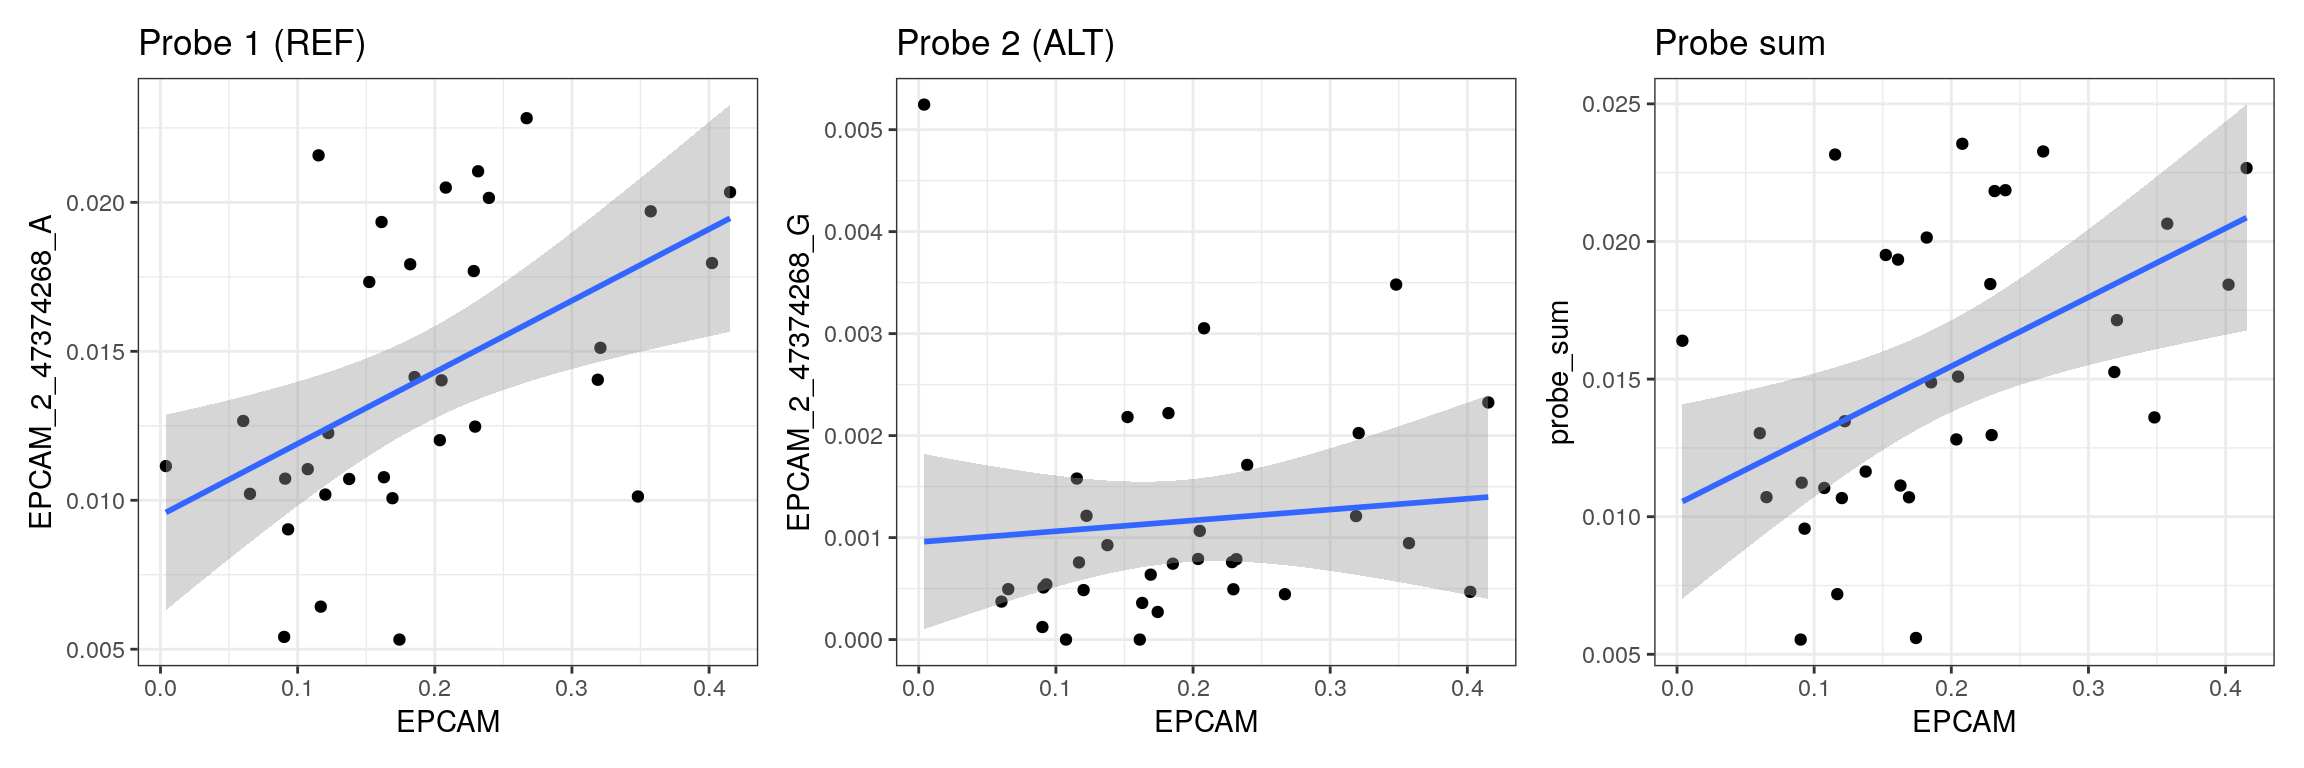 Probe 1 (REF)
EPCAM_2_47374268_A
0.020
0.015
0.010
0.005
0.0 0.1 0.2 0.3 0.4
EPCAM
Probe 2 (ALT)
EPCAM_2_47374268_G
0.005
0.004
0.003
0.002
0.001
0.000
0.0 0.1 0.2 0.3 0.4
EPCAM
Probe sum
probe_sum
0.025
0.020
0.015
0.010
0.005
0.0 0.1 0.2 0.3 0.4
EPCAM